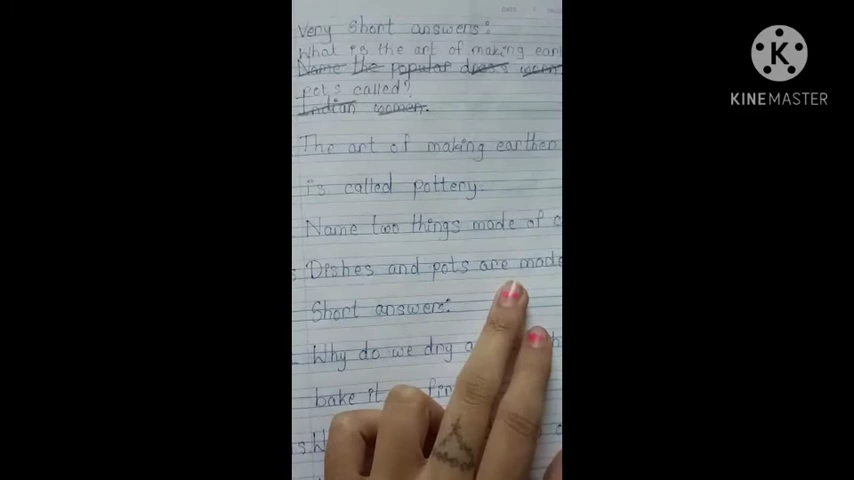 Very Short answers:
What is the art of making
Name the popular dress worn
pots called?
Indian women.
The art of making earthen
is called pottery.
Name two things made of
Dishes and pots are made
Short answers:
Why do we dry
bake it
K
KINEMASTER